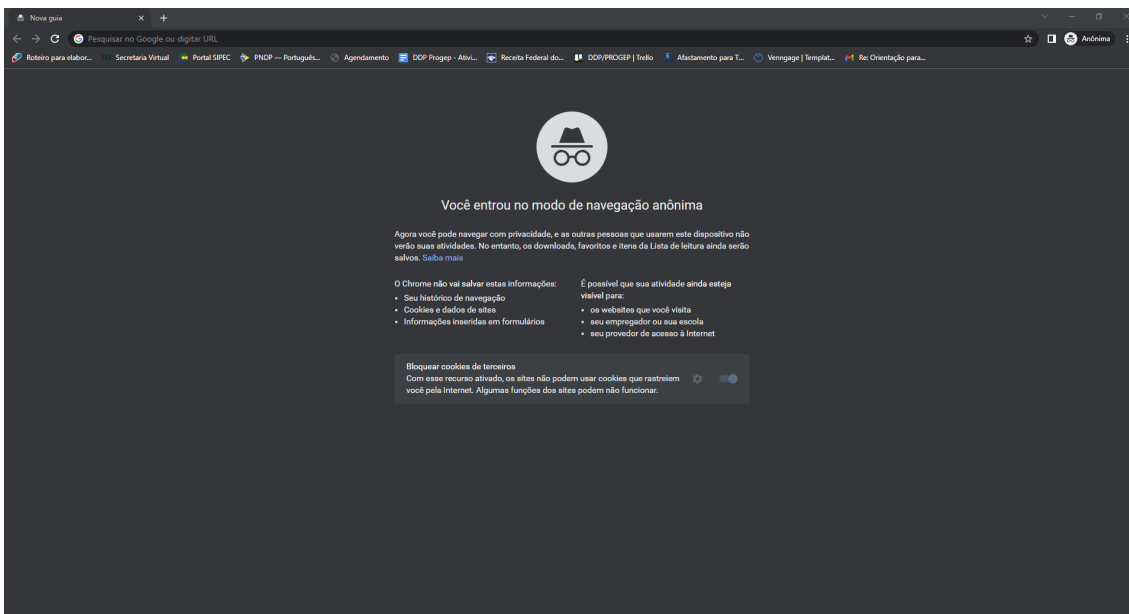 Nova guia
Pesquisar no Google ou digitar URL
Anônima
Roteiro para elabor... Secretaria Virtual Portal SIPEC PNDP — Portuguê... Agendamento DDP Progep - Ativi... Receita Federal do... DDP/PROGEP | Trello Afastamento para T... Venngage | Templat... Re: Orientação para...
Você entrou no modo de navegação anônima
Agora você pode navegar com privacidade, e as outras pessoas que usarem este dispositivo não
verão suas atividades. No entanto, os downloads, favoritos e itens da Lista de leitura ainda serão
salvos. Saiba mais
O Chrome não vai salvar estas informações:
• Seu histórico de navegação
• Cookies e dados de sites
• Informações inseridas em formulários
É possível que sua atividade ainda esteja
visível para:
• os websites que você visita
• seu empregador ou sua escola
• seu provedor de acesso à Internet
Bloquear cookies de terceiros
Com esse recurso ativado, os sites não podem usar cookies que rastreiem
você pela Internet. Algumas funções dos sites podem não funcionar.